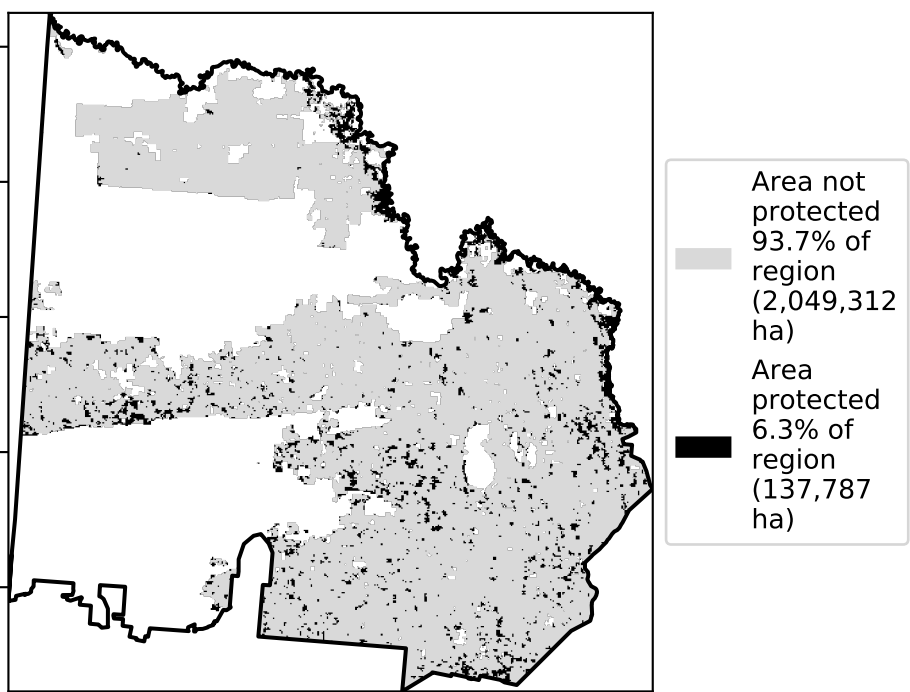 Area not
protected
93.7% of
region
(2,049,312
ha)
Area
protected
6.3% of
region
(137,787
ha)